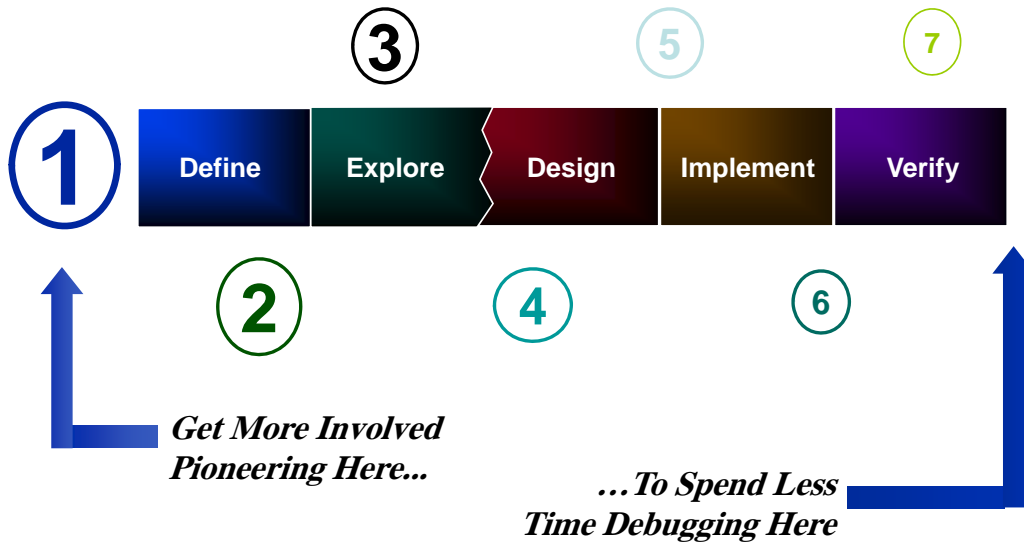 3
5
7
1
Define
Explore
Design
Implement
Verify
2
4
6
Get More Involved
Pioneering Here...
...To Spend Less
Time Debugging Here